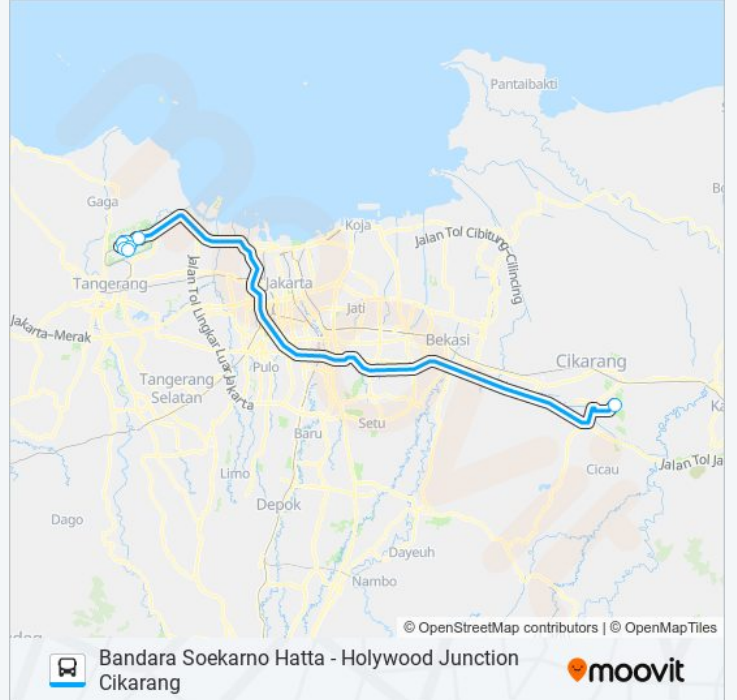 Pantaibakti
Gaga
Koja
Jalan Tol Cibitung-Cilincing
Tangerang
Jakarta
Jalan Tol Lingkar Luar Jakarta
Jati
Jakarta–Merak
Bekasi
Cikarang
Pulo
Tangerang
Selatan
Setu
Baru
Limo
Cicau
Jalan Tol Ja
Depok
Dago
Dayeuh
Nambo
© OpenStreetMap contributors | © OpenMapTiles
Bandara Soekarno Hatta - Holywood Junction
Cikarang
moovit